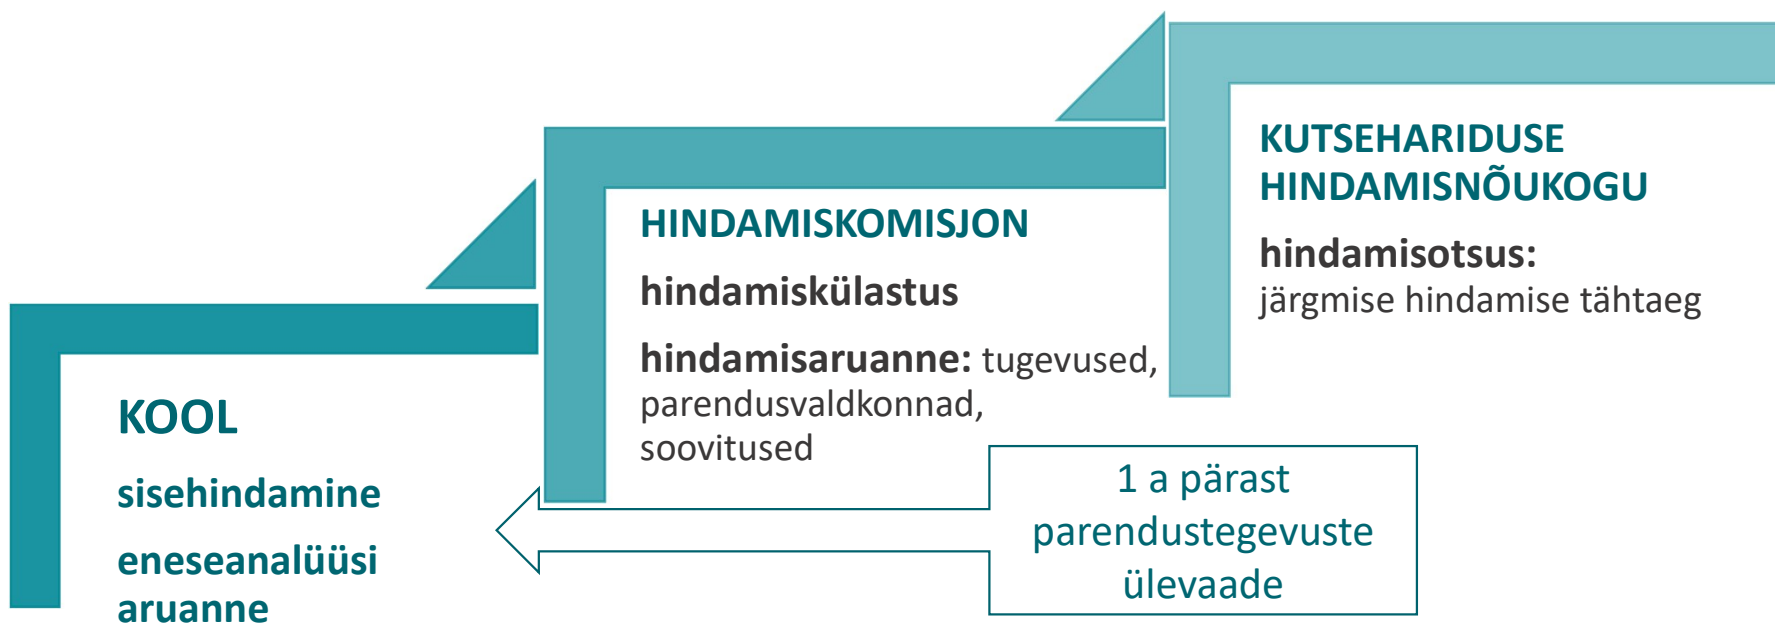 KOOL
sisehindamine
eneseanalüüsi
aruanne
HINDAMISKOMISJON
hindamiskülastus
hindamisaruanne: tugevused,
parendusvaldkonnad,
soovitused
KUTSEHARIDUSE
HINDAMISNÕUKOGU
hindamisotsus:
järgmise hindamise tähtaeg
1 a pärast
parendustegevuste
ülevaade